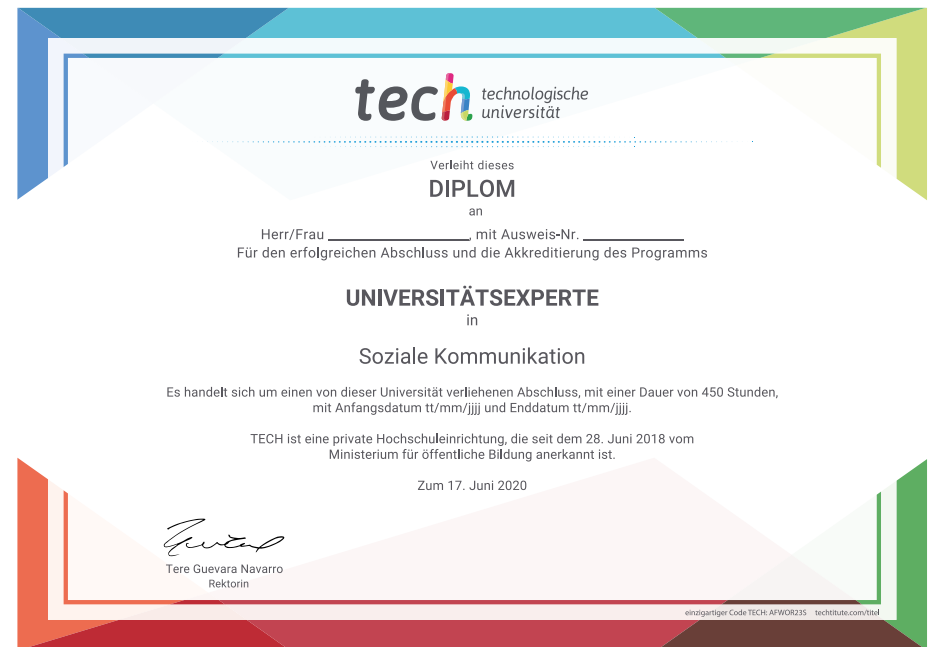 tech technologische
universität
Verleiht dieses
DIPLOM
an
Herr/Frau ____________________, mit Ausweis-Nr. ______________
Für den erfolgreichen Abschluss und die Akkreditierung des Programms
UNIVERSITÄTSEXPERTE
in
Soziale Kommunikation
Es handelt sich um einen von dieser Universität verliehenen Abschluss, mit einer Dauer von 450 Stunden,
mit Anfangsdatum tt/mm/jjjj und Enddatum tt/mm/jjjj.
TECH ist eine private Hochschuleinrichtung, die seit dem 28. Juni 2018 vom
Ministerium für öffentliche Bildung anerkannt ist.
Zum 17. Juni 2020
Tere Guevara Navarro
Rektorin
einzigartiger Code TECH: AFWOR23S techtitute.com/titel